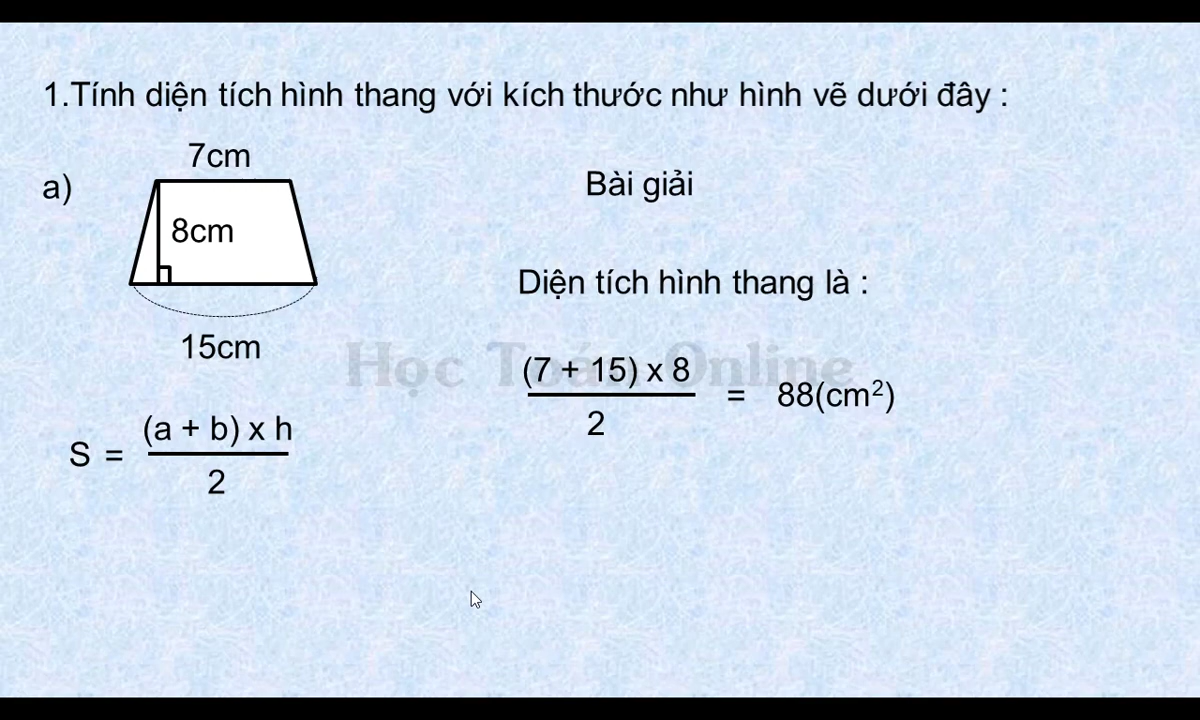 1.Tính diện tích hình thang với kích thước như hình vẽ dưới đây :
a)
7cm
8cm
15cm
S = (a + b) x h
2
Bài giải
Diện tích hình thang là :
(7 + 15) x 8
2
= 88(cm²)
Học Toán Online